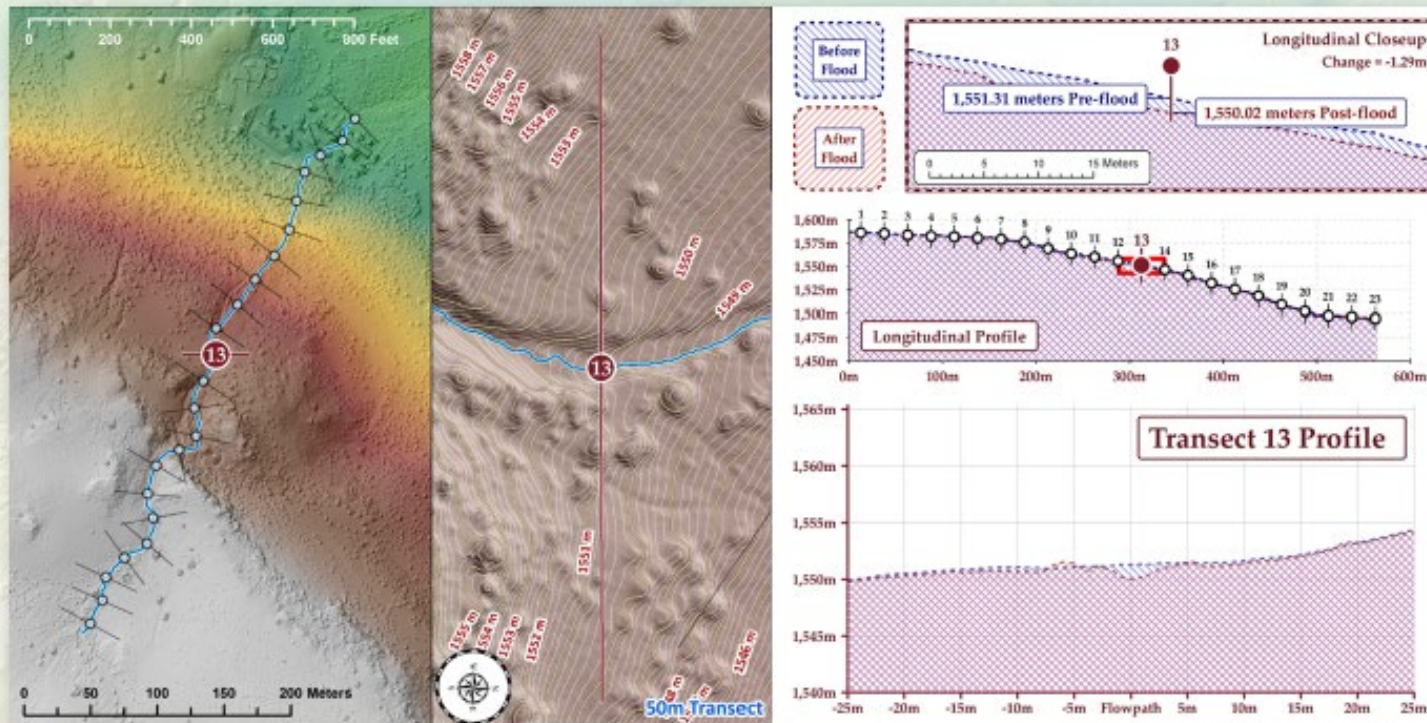 0 200 400 600 800 Feet
13
0 50 100 200 Meters
1558 m
1557 m
1556 m
1555 m
1554 m
1553 m
1550 m
1549 m
13
1551 m
1555 m
1554 m
1553 m
1552 m
1546 m
50m Transect
Before
Flood
After
Flood
Longitudinal Closeup
Change = -1.29m
13
1,551.31 meters Pre-flood
1,550.02 meters Post-flood
0 5 10 15 Meters
1,600m
1,575m
1,550m
1,525m
1,500m
1,475m
1,450m
1 2 3 4 5 6 7 8 9 10 11 12 13 14 15 16 17 18 19 20 21 22 23
Longitudinal Profile
0m 100m 200m 300m 400m 500m 600m
Transect 13 Profile
1,565m
1,560m
1,555m
1,550m
1,545m
1,540m
-25m -20m -15m -10m -5m Flowpath 5m 10m 15m 20m 25m